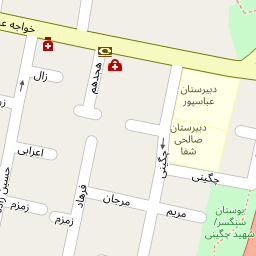 خواجه عب
زال
هجدهم
دبیرستان
عباسپور
دبیرستان
صالحی
شفا
اعرابی
چگینی
چگینی
فرهاد
مرجان
مریم
زمزم
زمزم
بوستان
سنگسر/
شهید چگینی